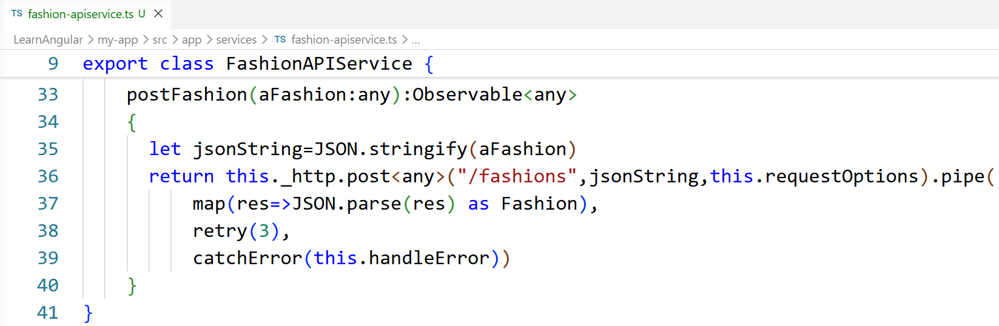 TS fashion-apiservice.ts U ×
LearnAngular > my-app > src > app > services > TS fashion-apiservice.ts > ...
9 export class FashionAPIService {
33 postFashion(aFashion:any):Observable<any>
34 {
35 let jsonString=JSON.stringify(aFashion)
36 return this._http.post<any>("/fashions",jsonString,this.requestOptions).pipe(
37 map(res=>JSON.parse(res) as Fashion),
38 retry(3),
39 catchError(this.handleError))
40 }
41 }